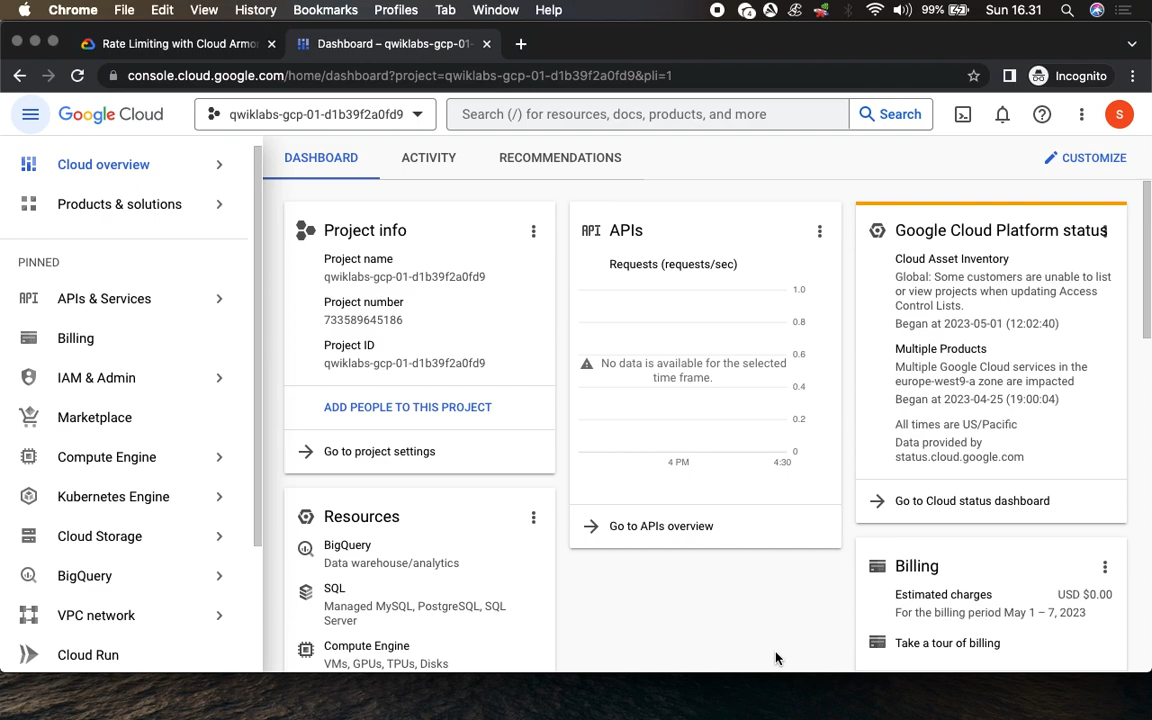 Chrome File Edit View History Bookmarks Profiles Tab Window Help 99% Sun 16.31
Rate Limiting with Cloud Armo Dashboard – qwiklabs-gcp-01-
console.cloud.google.com/home/dashboard?project=qwiklabs-gcp-01-d1b39f2a0fd9&pli=1 Incognito
Google Cloud qwiklabs-gcp-01-d1b39f2a0fd9 Search (/) for resources, docs, products, and more Search S
Cloud overview
Products & solutions
PINNED
API APIs & Services
Billing
IAM & Admin
Marketplace
Compute Engine
Kubernetes Engine
Cloud Storage
BigQuery
VPC network
Cloud Run
DASHBOARD ACTIVITY RECOMMENDATIONS CUSTOMIZE
Project info
Project name
qwiklabs-gcp-01-d1b39f2a0fd9
Project number
733589645186
Project ID
qwiklabs-gcp-01-d1b39f2a0fd9
ADD PEOPLE TO THIS PROJECT
Go to project settings
Resources
BigQuery
Data warehouse/analytics
SQL
Managed MySQL, PostgreSQL, SQL
Server
Compute Engine
VMs, GPUs, TPUs, Disks
API APIs
Requests (requests/sec)
1.0
0.8
0.6
No data is available for the selected
time frame.
0.4
0.2
0
4 PM 4:30
Go to APIs overview
Google Cloud Platform status
Cloud Asset Inventory
Global: Some customers are unable to list
or view projects when updating Access
Control Lists.
Began at 2023-05-01 (12:02:40)
Multiple Products
Multiple Google Cloud services in the
europe-west9-a zone are impacted
Began at 2023-04-25 (19:00:04)
All times are US/Pacific
Data provided by
status.cloud.google.com
Go to Cloud status dashboard
Billing
Estimated charges USD $0.00
For the billing period May 1 – 7, 2023
Take a tour of billing